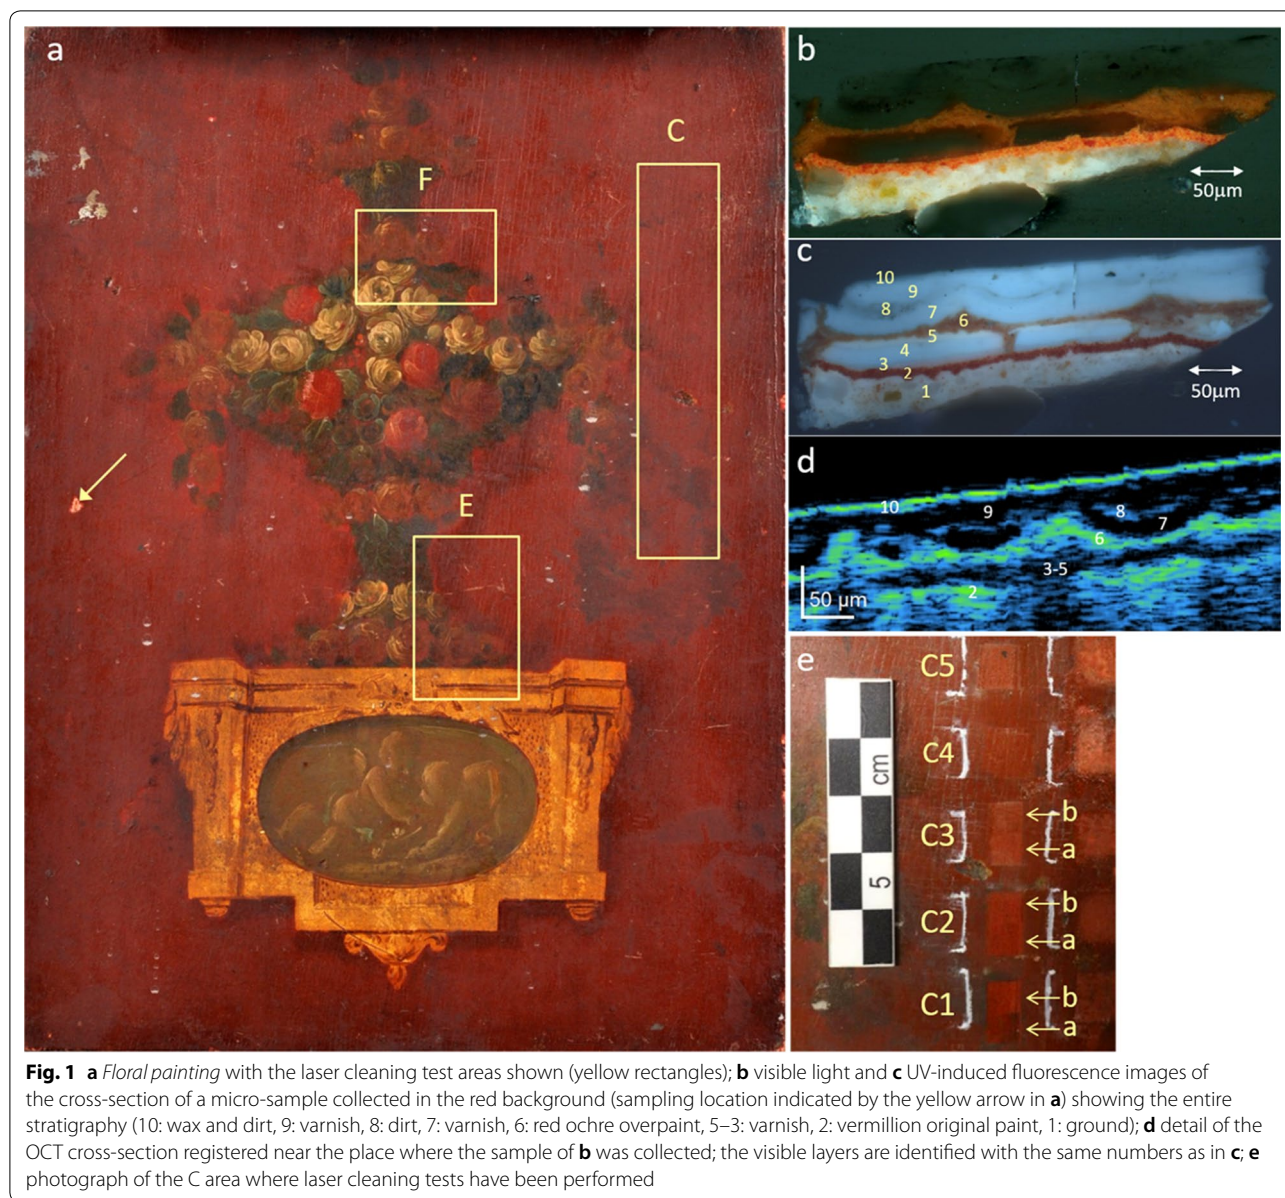 a
C
F
E
b
50µm
c
10
9
8
7
6
5
4
3
2
1
50µm
d
10
9
8
7
6
3-5
2
50 µm
e
C5
C4
cm
C3
b
a
5
C2
b
a
C1
b
a
Fig. 1 a Floral painting with the laser cleaning test areas shown (yellow rectangles); b visible light and c UV-induced fluorescence images of
the cross-section of a micro-sample collected in the red background (sampling location indicated by the yellow arrow in a) showing the entire
stratigraphy (10: wax and dirt, 9: varnish, 8: dirt, 7: varnish, 6: red ochre overpaint, 5–3: varnish, 2: vermillion original paint, 1: ground); d detail of the
OCT cross-section registered near the place where the sample of b was collected; the visible layers are identified with the same numbers as in c; e
photograph of the C area where laser cleaning tests have been performed